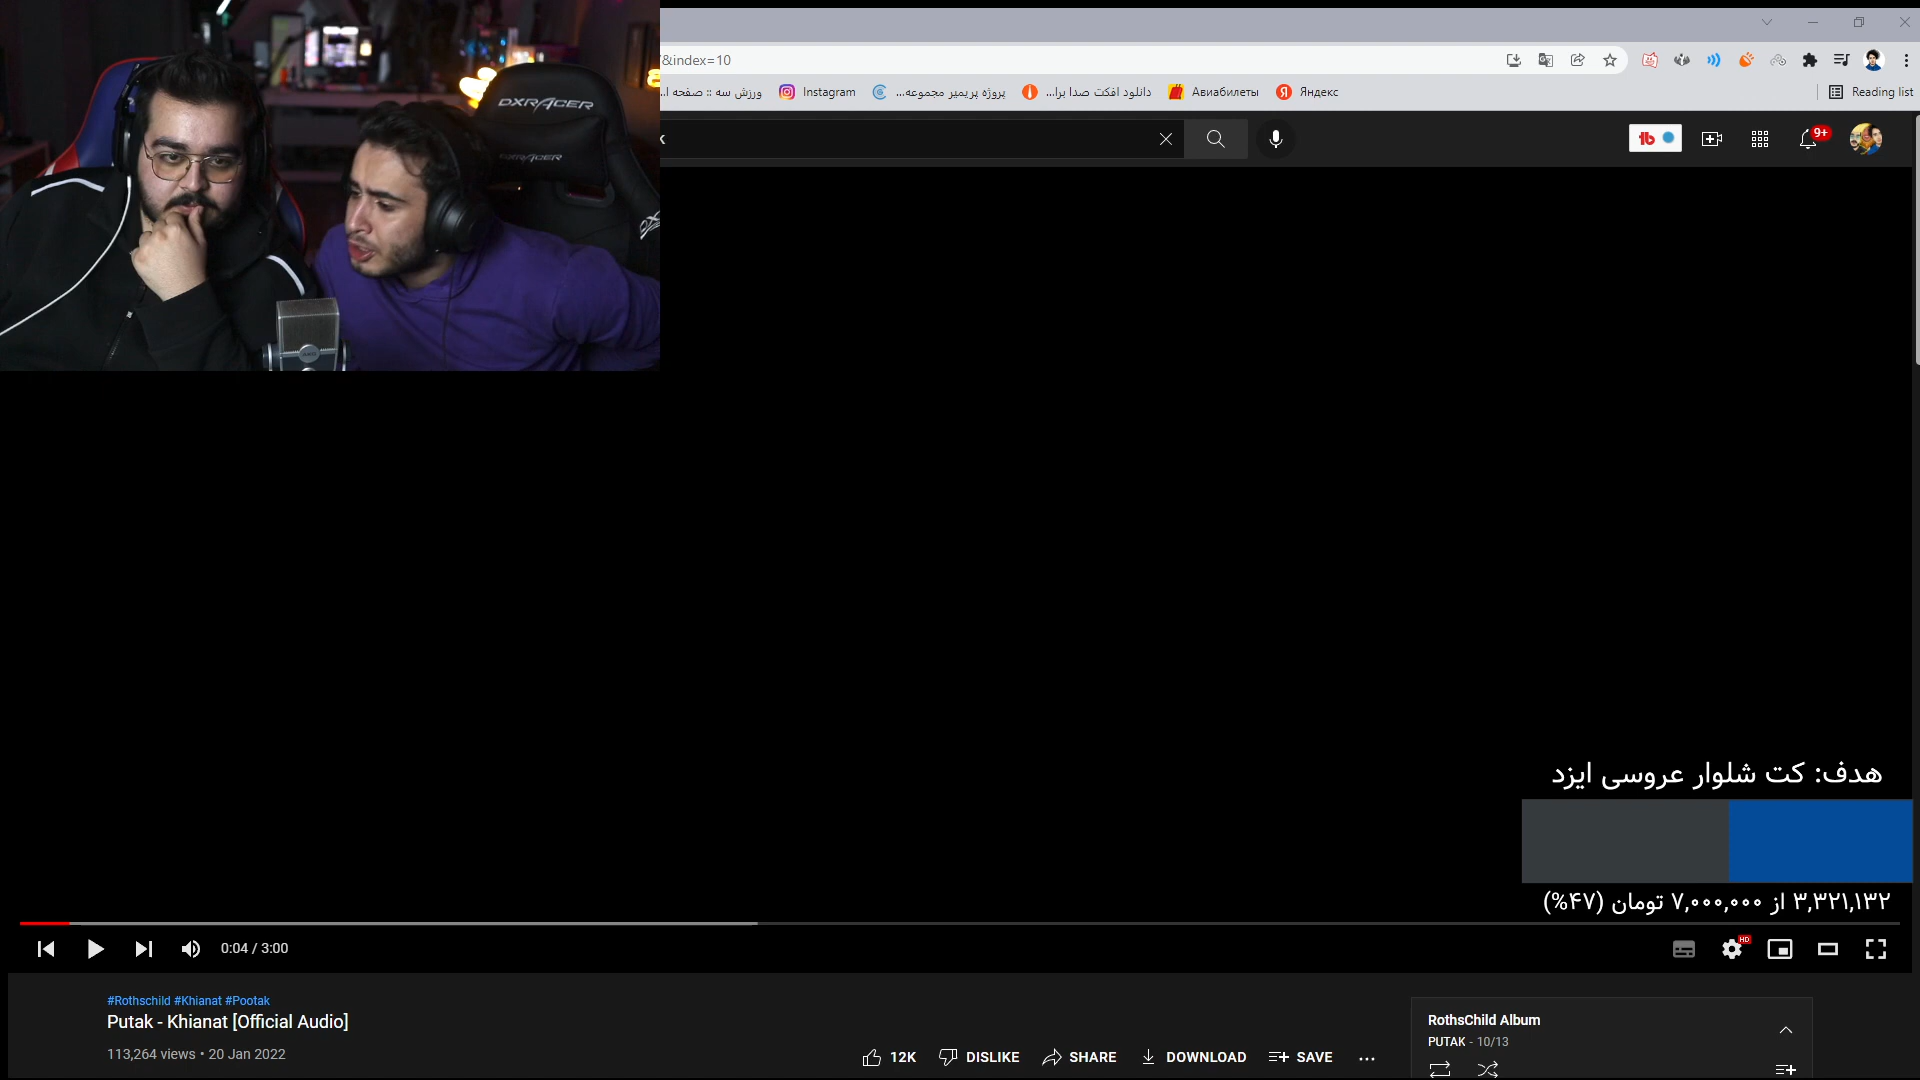 DXRACER
DXRACER
AKG
&index=10
ورزش سه :: صفحه ا...
Instagram
پروژه پریمیر مجموعه...
دانلود افکت صدا برا...
Авиабилеты
Яндекс
Reading list
k
9+
هدف: کت شلوار عروسی ایزد
۳,۳۲۱,۱۳۲ از ۷,۰۰۰,۰۰۰ تومان (۴۷%)
0:04 / 3:00
HD
#Rothschild #Khianat #Pootak
Putak - Khianat [Official Audio]
113,264 views • 20 Jan 2022
12K
DISLIKE
SHARE
DOWNLOAD
SAVE
RothsChild Album
PUTAK - 10/13